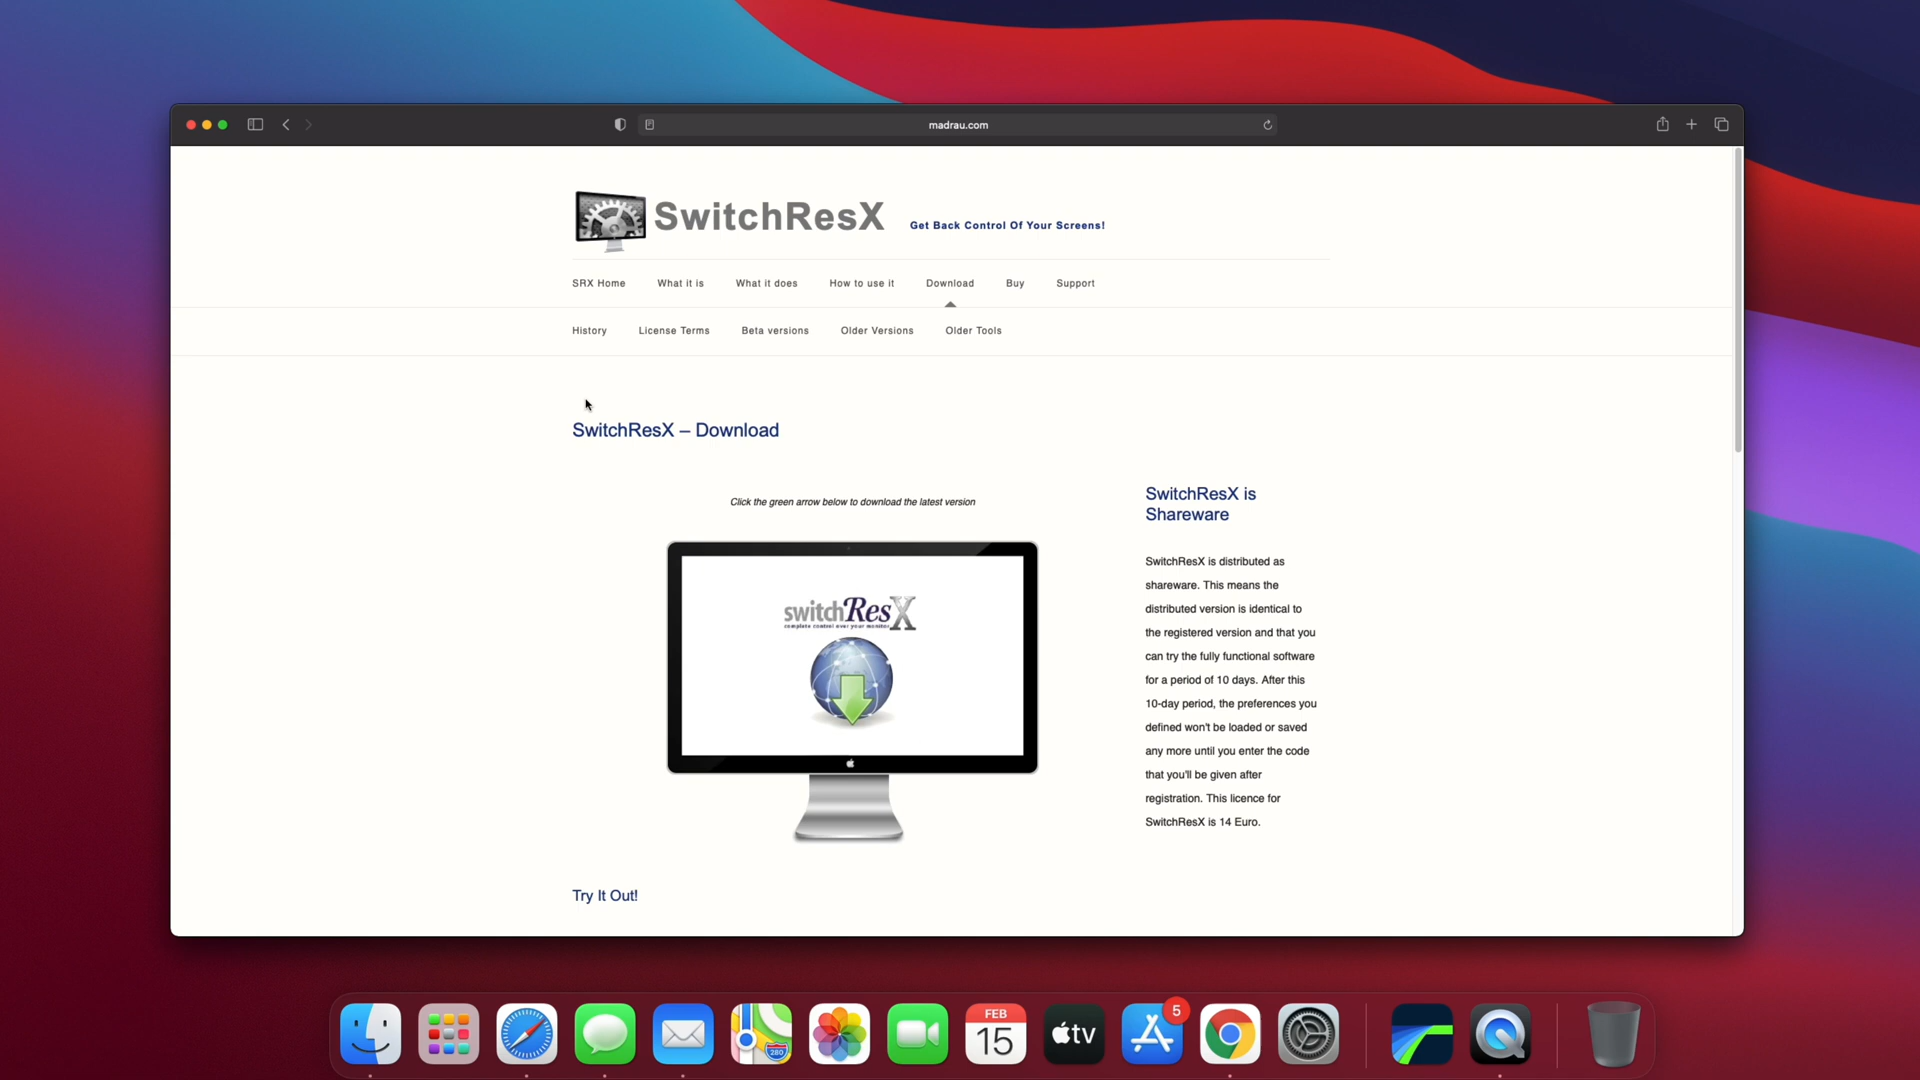 madrau.com
SwitchResX Get Back Control Of Your Screens!
SRX Home What it is What it does How to use it Download Buy Support
History License Terms Beta versions Older Versions Older Tools
SwitchResX – Download
Click the green arrow below to download the latest version
switchResX
complete control over your monitor
SwitchResX is
Shareware
SwitchResX is distributed as
shareware. This means the
distributed version is identical to
the registered version and that you
can try the fully functional software
for a period of 10 days. After this
10-day period, the preferences you
defined won't be loaded or saved
any more until you enter the code
that you'll be given after
registration. This licence for
SwitchResX is 14 Euro.
Try It Out!
280
FEB
15
tv
5